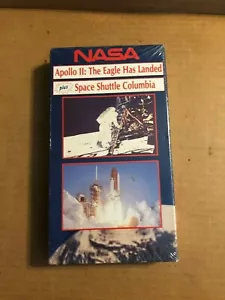 NASA
Apollo II: The Eagle Has Landed
plus Space Shuttle Columbia